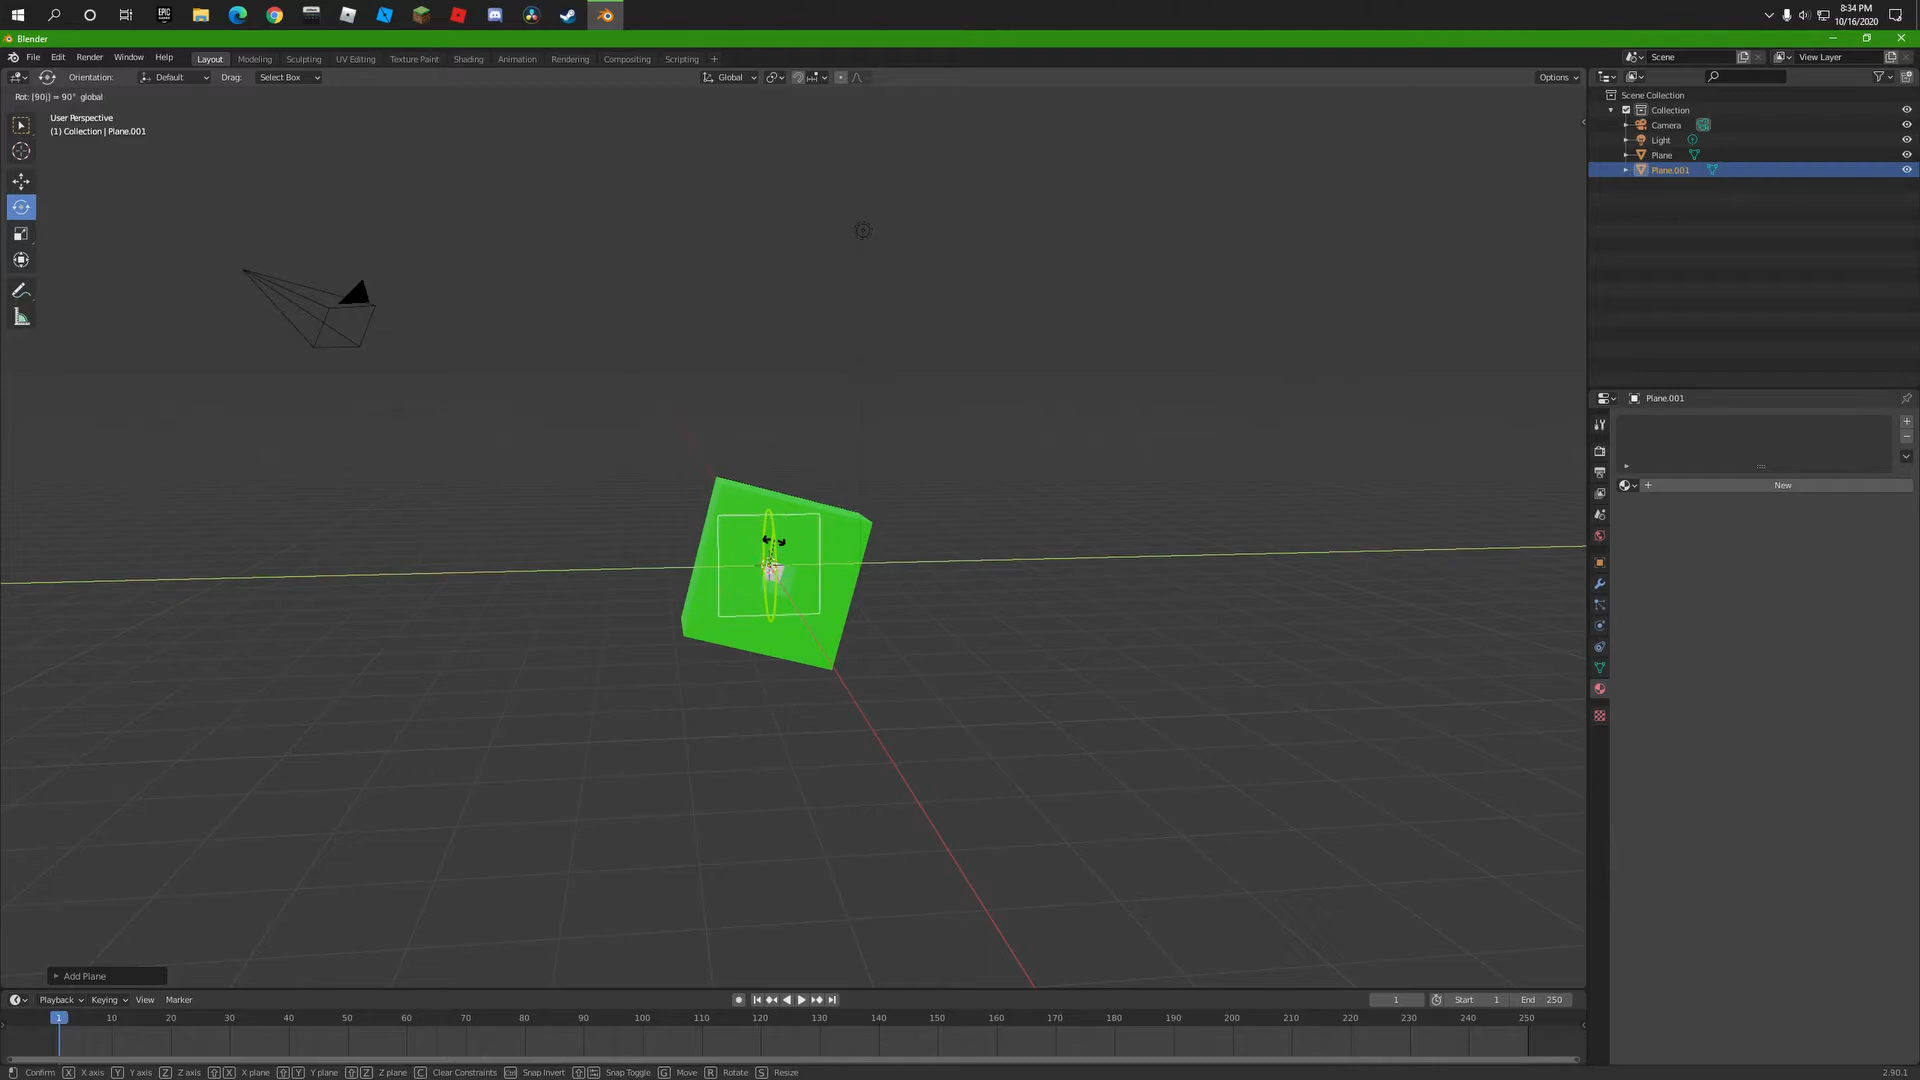 8:34 PM
10/16/2020
Blender
File Edit Render Window Help Layout Modeling Sculpting UV Editing Texture Paint Shading Animation Rendering Compositing Scripting + Scene View Layer
Orientation: Default Drag: Select Box Global Options
Rot: [90|] = 90° global
User Perspective
(1) Collection | Plane.001
Scene Collection
Collection
Camera
Light
Plane
Plane.001
Plane.001
New
Add Plane
Playback Keying View Marker 1 Start 1 End 250
1 10 20 30 40 50 60 70 80 90 100 110 120 130 140 150 160 170 180 190 200 210 220 230 240 250
Confirm X X axis Y Y axis Z Z axis X X plane Y Y plane Z Z plane C Clear Constraints Ctrl Snap Invert Snap Toggle G Move R Rotate S Resize 2.90.1